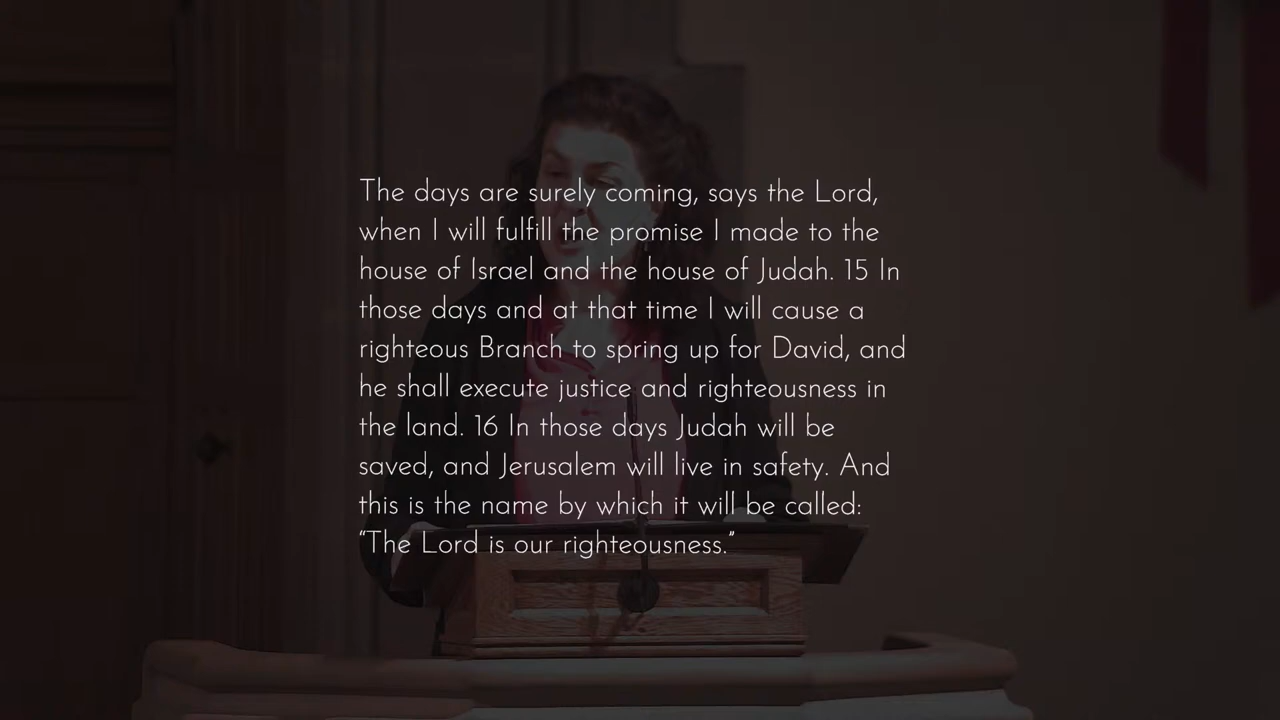 The days are surely coming, says the Lord,
when I will fulfill the promise I made to the
house of Israel and the house of Judah. 15 In
those days and at that time I will cause a
righteous Branch to spring up for David, and
he shall execute justice and righteousness in
the land. 16 In those days Judah will be
saved, and Jerusalem will live in safety. And
this is the name by which it will be called:
“The Lord is our righteousness.”